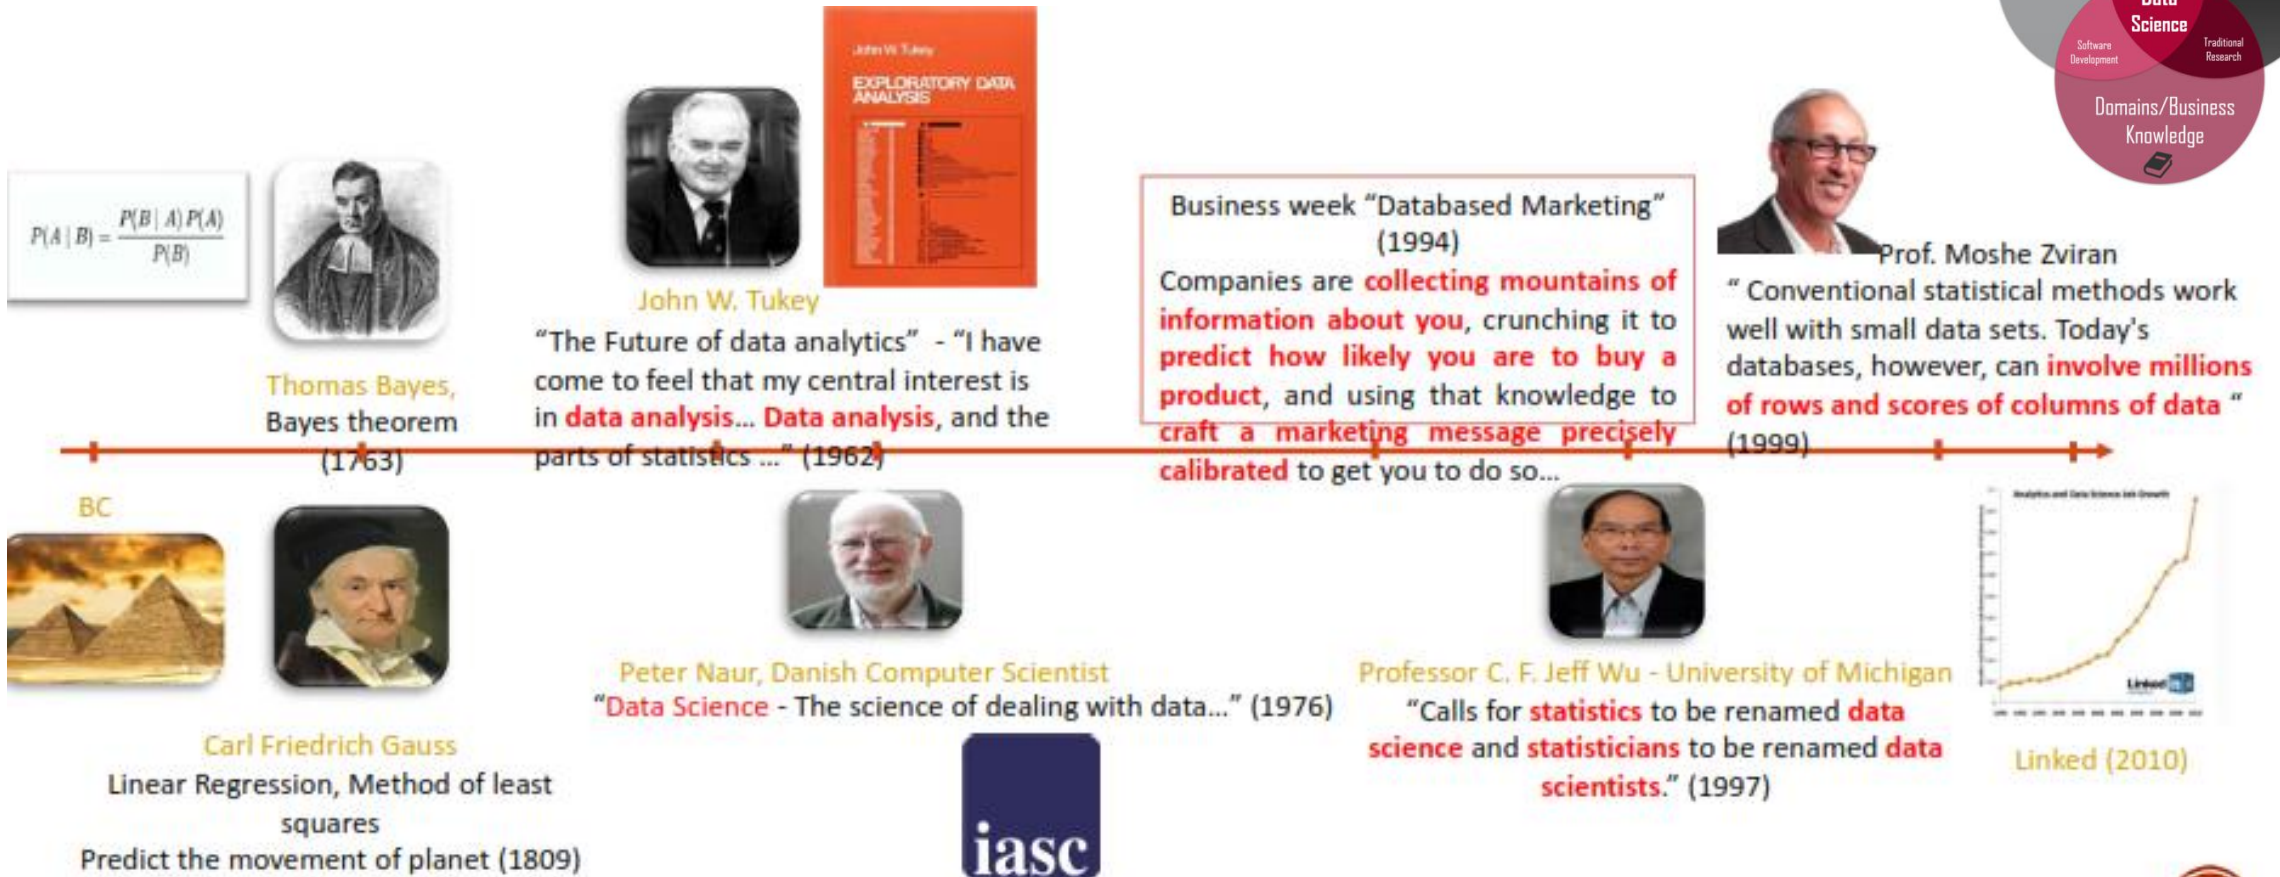 Data
Science
Software
Development
Traditional
Research
Domains/Business
Knowledge
P(A | B) = P(B | A) P(A)
P(B)
John W. Tukey
EXPLORATORY DATA
ANALYSIS
Thomas Bayes,
Bayes theorem
(1763)
John W. Tukey
“The Future of data analytics” - “I have
come to feel that my central interest is
in data analysis... Data analysis, and the
parts of statistics ...” (1962)
Business week “Databased Marketing”
(1994)
Companies are collecting mountains of
information about you, crunching it to
predict how likely you are to buy a
product, and using that knowledge to
craft a marketing message precisely
calibrated to get you to do so...
Prof. Moshe Zviran
“ Conventional statistical methods work
well with small data sets. Today's
databases, however, can involve millions
of rows and scores of columns of data “
(1999)
BC
Carl Friedrich Gauss
Linear Regression, Method of least
squares
Predict the movement of planet (1809)
Peter Naur, Danish Computer Scientist
“Data Science - The science of dealing with data...” (1976)
iasc
Professor C. F. Jeff Wu - University of Michigan
“Calls for statistics to be renamed data
science and statisticians to be renamed data
scientists.” (1997)
Analytics and Data Science Job Growth
Linked in
Linked (2010)